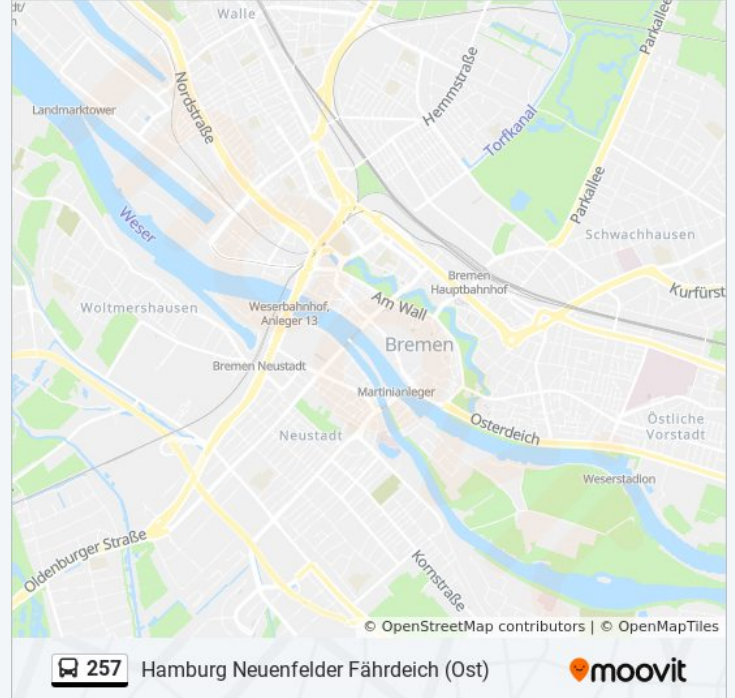 dt/
n
Walle
Parkallee
Hemmstraße
Nordstraße
Landmarktower
Torfkanal
Parkallee
Weser
Schwachhausen
Bremen
Hauptbahnhof
Kurfürst
Woltmershausen
Weserbahnhof,
Anleger 13
Am Wall
Bremen
Bremen Neustadt
Martinianleger
Osterdeich
Östliche
Vorstadt
Neustadt
Weserstadion
Oldenburger Straße
Kornstraße
© OpenStreetMap contributors | © OpenMapTiles
257 Hamburg Neuenfelder Fährdeich (Ost) moovit